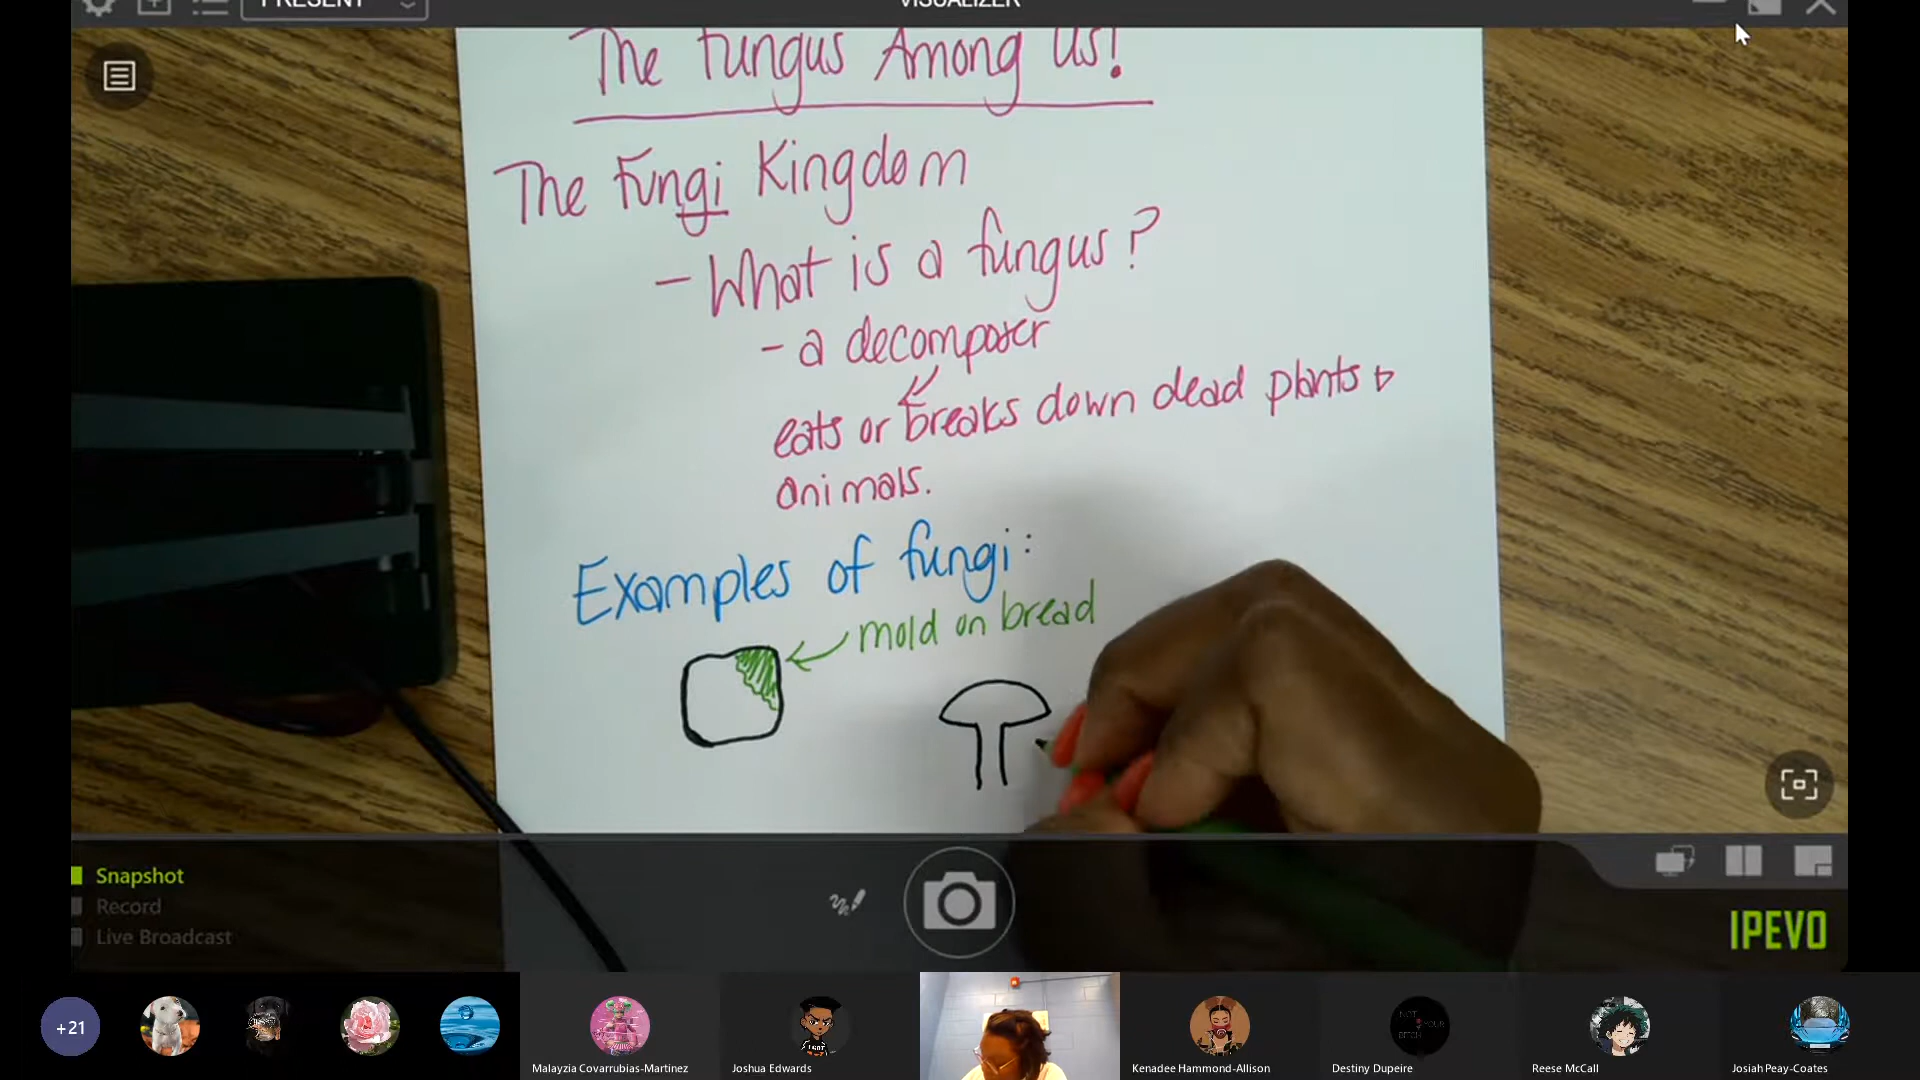 PRESENT
VISUALIZER
The Fungus Among Us!
The Fungi Kingdom
- What is a fungus?
- a decomposer
eats or breaks down dead plants &
animals.
Examples of fungi:
mold on bread
Snapshot
Record
Live Broadcast
IPEVO
+21
Malayzia Covarrubias-Martinez
Joshua Edwards
Kenadee Hammond-Allison
Destiny Dupeire
Reese McCall
Josiah Peay-Coates